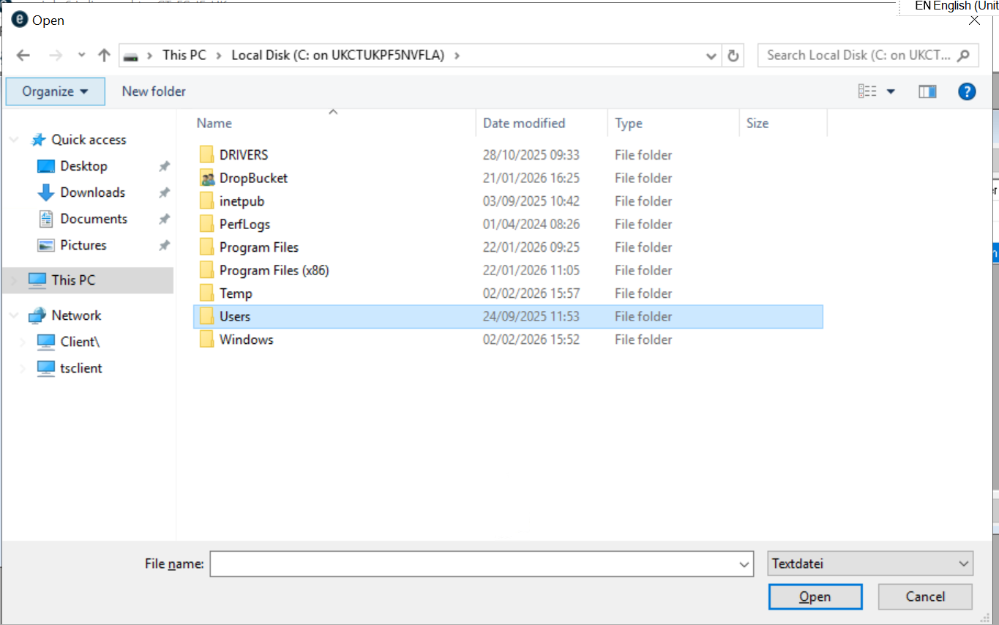 EN English (Unit
Open
This PC
Local Disk (C: on UKCTUKPF5NVFLA)
Search Local Disk (C: on UKCT...
Organize
New folder
Name
Date modified
Type
Size
Quick access
Desktop
Downloads
Documents
Pictures
This PC
Network
Client\
tsclient
DRIVERS 28/10/2025 09:33 File folder
DropBucket 21/01/2026 16:25 File folder
inetpub 03/09/2025 10:42 File folder
PerfLogs 01/04/2024 08:26 File folder
Program Files 22/01/2026 09:25 File folder
Program Files (x86) 22/01/2026 11:05 File folder
Temp 02/02/2026 15:57 File folder
Users 24/09/2025 11:53 File folder
Windows 02/02/2026 15:52 File folder
File name:
Textdatei
Open
Cancel